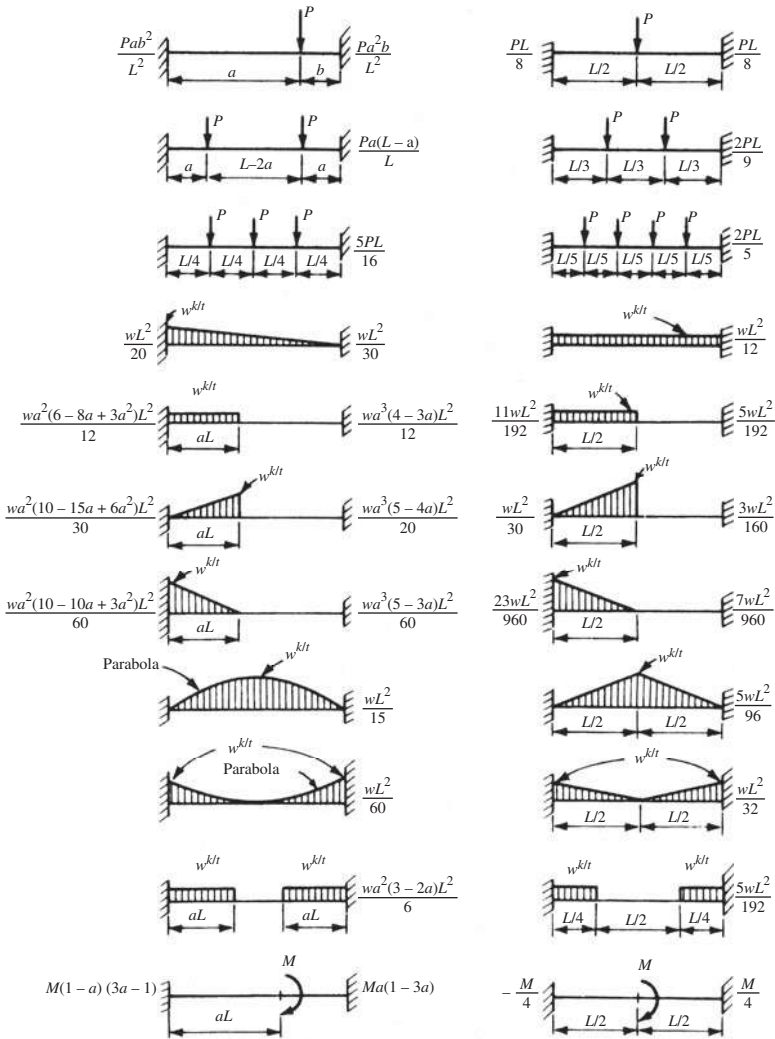 P P
Pab² / L² Pa²b / L² PL / 8 PL / 8
a b L/2 L/2
P P P P
Pa(L – a) / L 2PL / 9
a L–2a a L/3 L/3 L/3
P P P P P P P
5PL / 16 2PL / 5
L/4 L/4 L/4 L/4 L/5 L/5 L/5 L/5 L/5
w^k/t w^k/t
wL² / 20 wL² / 30 wL² / 12
w^k/t w^k/t
wa²(6 – 8a + 3a²)L² / 12 wa³(4 – 3a)L² / 12 11wL² / 192 5wL² / 192
aL L/2
w^k/t w^k/t
wa²(10 – 15a + 6a²)L² / 30 wa³(5 – 4a)L² / 20 wL² / 30 3wL² / 160
aL L/2
w^k/t w^k/t
wa²(10 – 10a + 3a²)L² / 60 wa³(5 – 3a)L² / 60 23wL² / 960 7wL² / 960
aL L/2
Parabola w^k/t w^k/t
wL² / 15 5wL² / 96
L/2 L/2
w^k/t w^k/t
Parabola
wL² / 60 wL² / 32
L/2 L/2
w^k/t w^k/t w^k/t w^k/t
wa²(3 – 2a)L² / 6 5wL² / 192
aL aL L/4 L/2 L/4
M M
M(1 – a) (3a – 1) Ma(1 – 3a) – M / 4 M / 4
aL L/2 L/2